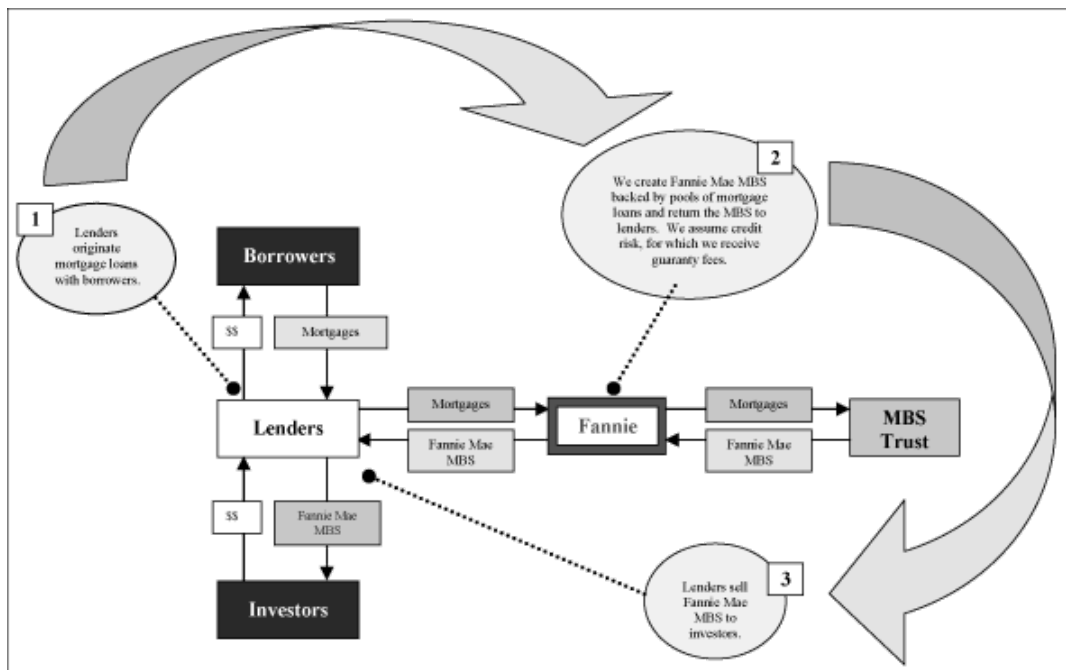 1
Lenders
originate
mortgage loans
with borrowers.
2
We create Fannie Mae MBS
backed by pools of mortgage
loans and return the MBS to
lenders. We assume credit
risk, for which we receive
guaranty fees.
Borrowers
$$
Mortgages
Lenders
Mortgages
Fannie Mae
MBS
Fannie
Mortgages
Fannie Mae
MBS
MBS
Trust
$$
Fannie Mae
MBS
Investors
3
Lenders sell
Fannie Mae
MBS to
investors.